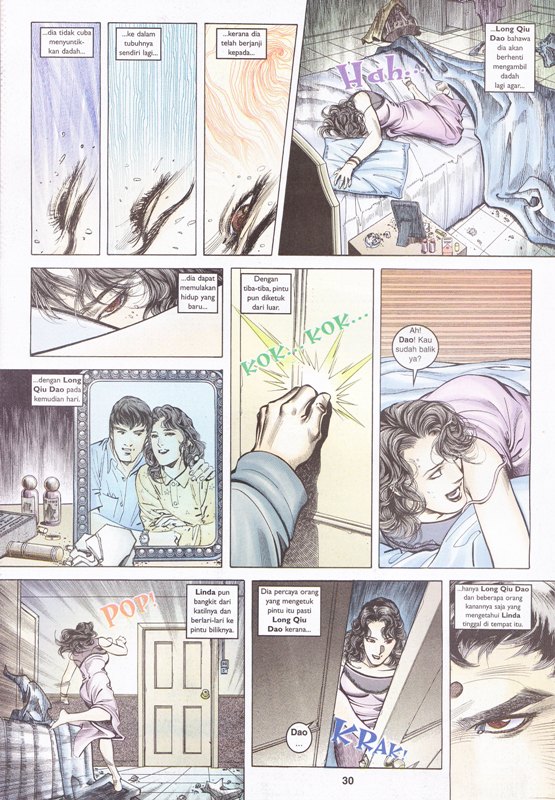 ...dia tidak cuba
menyuntik-
kan dadah...
...ke dalam
tubuhnya
sendiri lagi...
...kerana dia
telah berjanji
kepada...
Hah...
...Long Qiu
Dao bahawa
dia akan
berhenti
mengambil
dadah
lagi agar...
...dia dapat
memulakan
hidup yang
baru...
...dengan Long
Qiu Dao pada
kemudian hari.
Dengan
tiba-tiba, pintu
pun diketuk
dari luar.
KOK... KOK...
Ah!
Dao! Kau
sudah balik
ya?
POP!
Linda pun
bangkit dari
katilnya dan
berlari-lari ke
pintu biliknya.
Dia percaya orang
yang mengetuk
pintu itu pasti
Long Qiu
Dao kerana...
Dao
...
KRAK!
...hanya Long Qiu Dao
dan beberapa orang
kanannya saja yang
mengetahui Linda
tinggal di tempat itu.
30